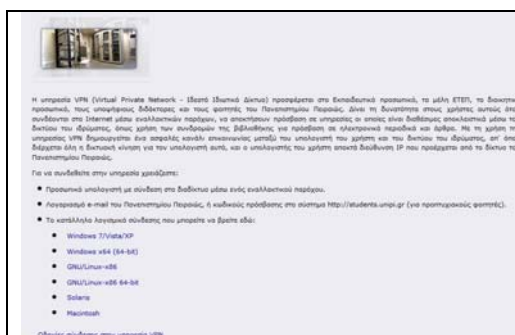 Η υπηρεσία VPN (Virtual Private Network - Ιδεατό Ιδιωτικό Δίκτυο) προσφέρεται στο Εκπαιδευτικό προσωπικό, τα μέλη ΕΤΕΠ, το διοικητικ
προσωπικό, τους υποψήφιους διδάκτορες και τους φοιτητές του Πανεπιστημίου Πειραιώς. Δίνει τη δυνατότητα στους χρήστες αυτούς ότα
συνδέονται στο Internet μέσω εναλλακτικών παρόχων, να αποκτήσουν πρόσβαση σε υπηρεσίες οι οποίες είναι διαθέσιμες αποκλειστικά μέσω το
δικτύου του ιδρύματος, όπως χρήση των συνδρομών της βιβλιοθήκης για πρόσβαση σε ηλεκτρονικά περιοδικά και άρθρα. Με τη χρήση τη
υπηρεσίας VPN δημιουργείται ένα ασφαλές κανάλι επικοινωνίας μεταξύ του υπολογιστή του χρήστη και του δικτύου του ιδρύματος, απ' όπο
διέρχεται όλη η δικτυακή κίνηση για τον υπολογιστή αυτό, και ο υπολογιστής του χρήστη αποκτά διεύθυνση IP που προέρχεται από το δίκτυο το
Πανεπιστημίου Πειραιώς.
Για να συνδεθείτε στην υπηρεσία χρειάζεστε:
Προσωπικό υπολογιστή με σύνδεση στο διαδίκτυο μέσω ενός εναλλακτικού παρόχου.
Λογαριασμό e-mail του Πανεπιστημίου Πειραιώς, ή κωδικούς πρόσβασης στο σύστημα http://students.unipi.gr (για προπτυχιακούς φοιτητές).
Το κατάλληλο λογισμικό σύνδεσης που μπορείτε να βρείτε εδώ:
Windows 7/Vista/XP
Windows x64 (64-bit)
GNU/Linux-x86
GNU/Linux-x86 64-bit
Solaris
Macintosh
Οδηγίες σύνδεσης στην υπηρεσία VPN